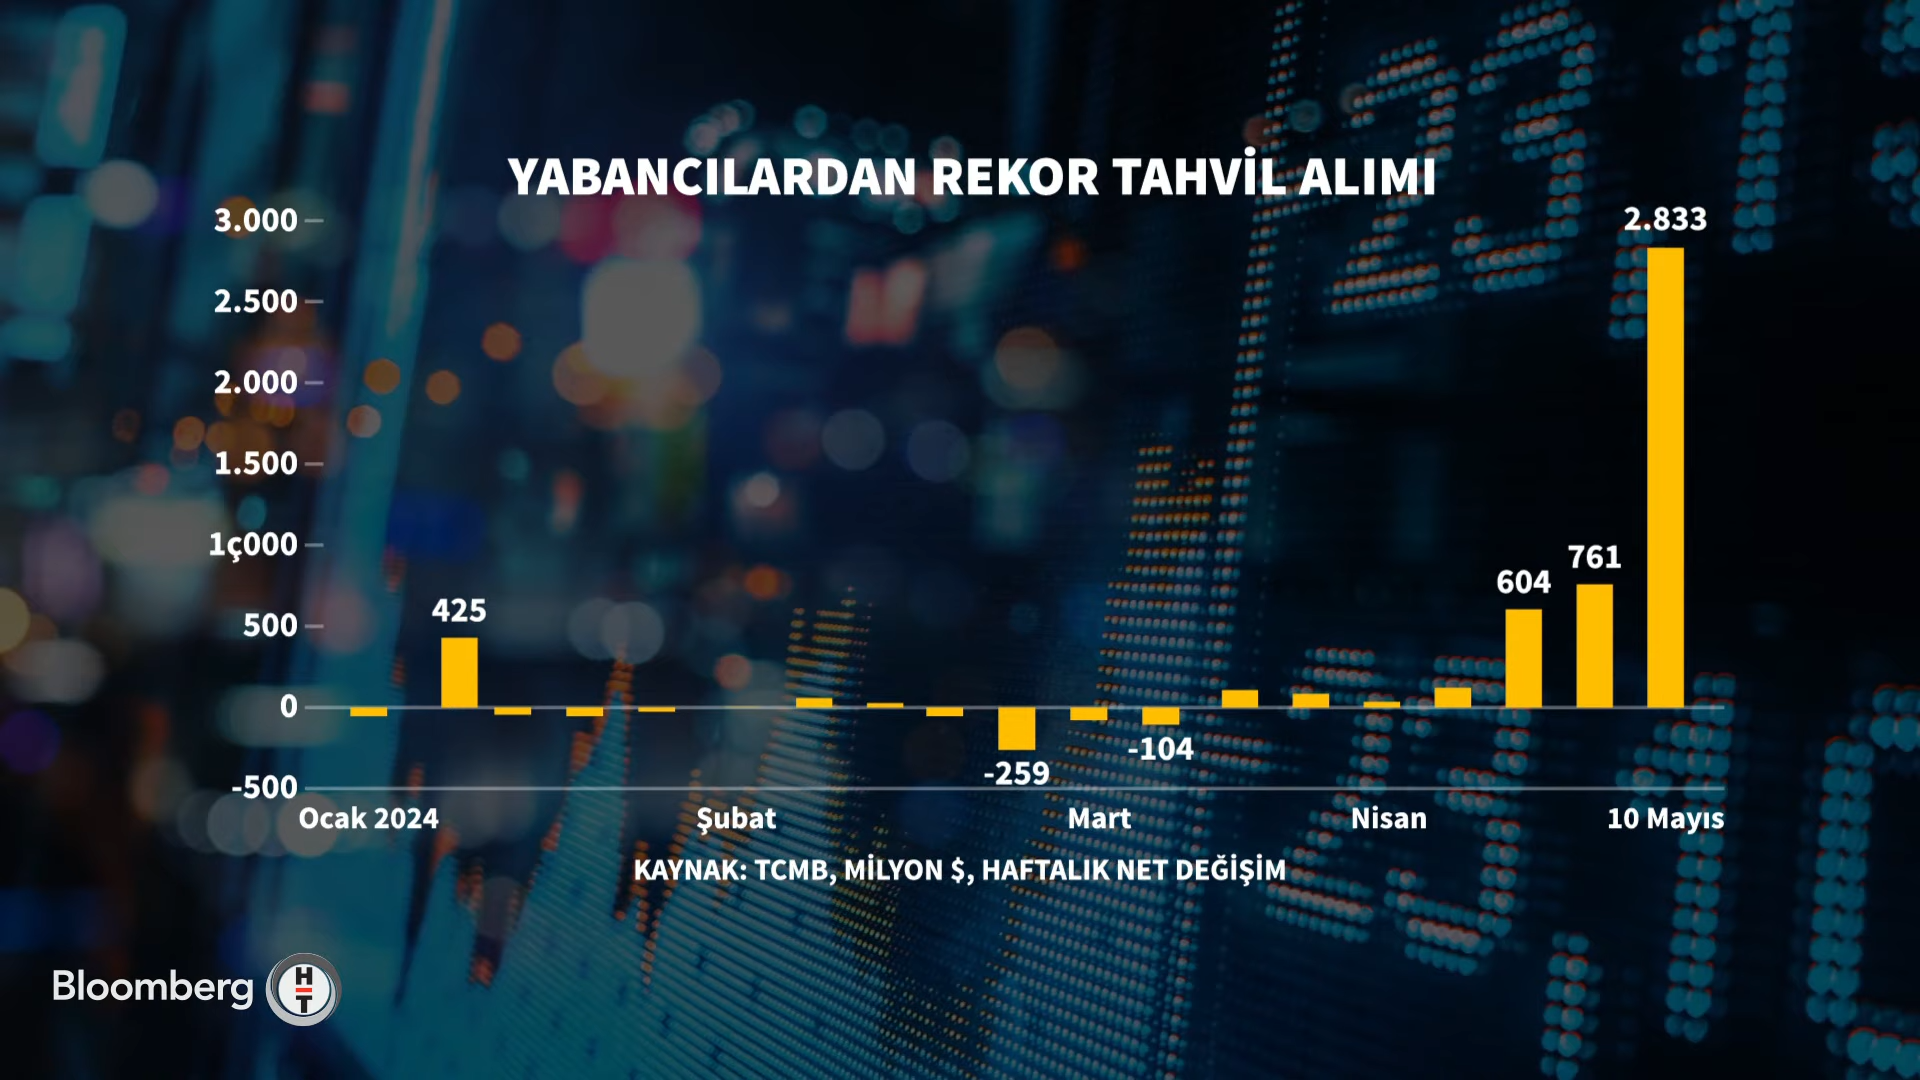 YABANCILARDAN REKOR TAHVİL ALIMI
3.000
2.833
2.500
2.000
1.500
1ç000
761
604
500
425
0
-104
-259
-500
Ocak 2024 Şubat Mart Nisan 10 Mayıs
KAYNAK: TCMB, MİLYON $, HAFTALIK NET DEĞİŞİM
Bloomberg HT